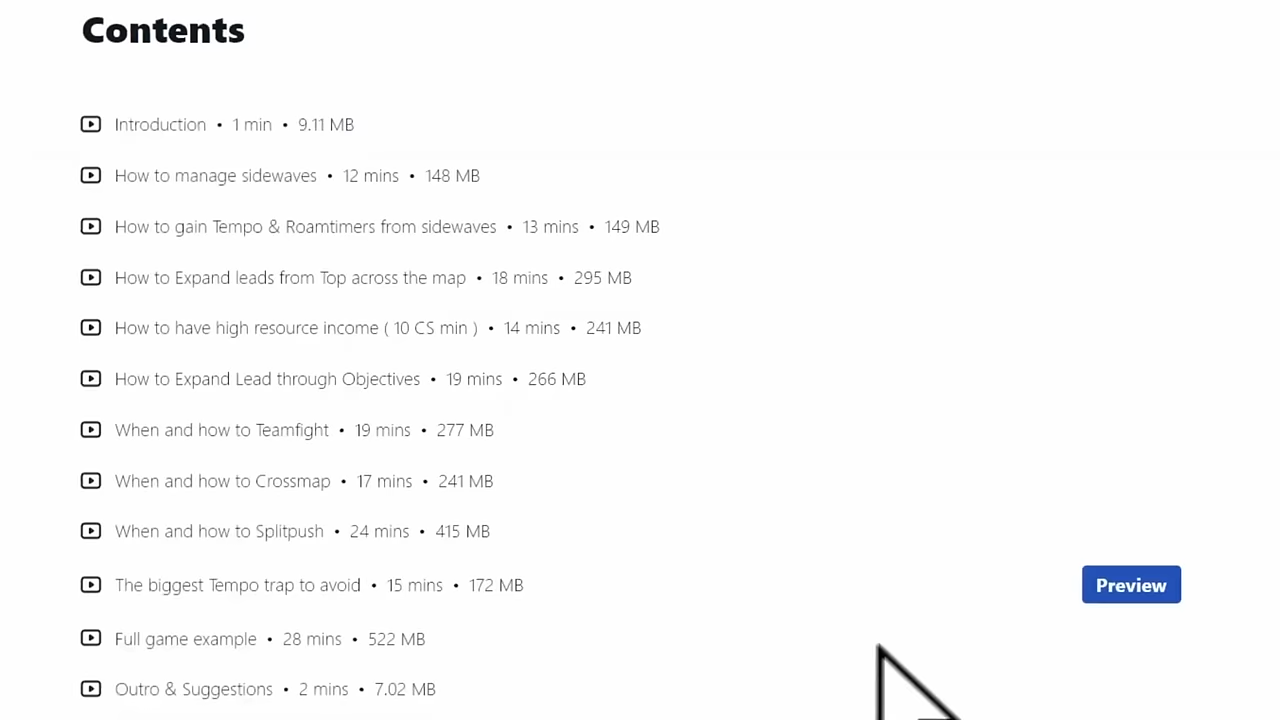 Contents
Introduction • 1 min • 9.11 MB
How to manage sidewaves • 12 mins • 148 MB
How to gain Tempo & Roamtimers from sidewaves • 13 mins • 149 MB
How to Expand leads from Top across the map • 18 mins • 295 MB
How to have high resource income ( 10 CS min ) • 14 mins • 241 MB
How to Expand Lead through Objectives • 19 mins • 266 MB
When and how to Teamfight • 19 mins • 277 MB
When and how to Crossmap • 17 mins • 241 MB
When and how to Splitpush • 24 mins • 415 MB
The biggest Tempo trap to avoid • 15 mins • 172 MB
Preview
Full game example • 28 mins • 522 MB
Outro & Suggestions • 2 mins • 7.02 MB